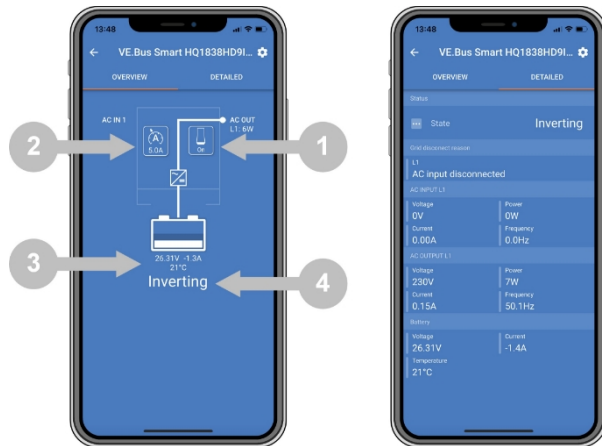 13:48
VE.Bus Smart HQ1838HD9I...
OVERVIEW DETAILED
AC IN 1
AC OUT
L1: 6W
5.0A
On
26.31V -1.3A
21°C
Inverting
1
2
3
4
13:48
VE.Bus Smart HQ1838HD9I...
OVERVIEW DETAILED
Status
State Inverting
Grid disconnect reason
L1
AC input disconnected
AC INPUT L1
Voltage Power
0V 0W
Current Frequency
0.00A 0.0Hz
AC OUTPUT L1
Voltage Power
230V 7W
Current Frequency
0.15A 50.1Hz
Battery
Voltage Current
26.31V -1.4A
Temperature
21°C